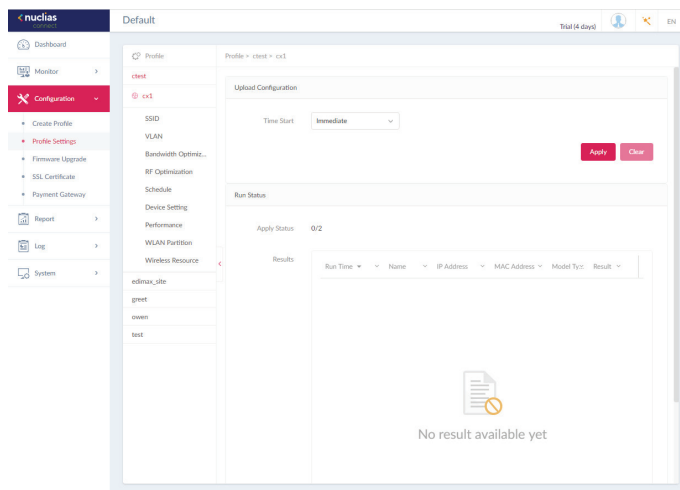 nuclias
connect
Default
Trial (4 days)
EN
Dashboard
Monitor
Configuration
Create Profile
Profile Settings
Firmware Upgrade
SSL Certificate
Payment Gateway
Report
Log
System
Profile
ctest
cx1
SSID
VLAN
Bandwidth Optimiz...
RF Optimization
Schedule
Device Setting
Performance
WLAN Partition
Wireless Resource
edimax_site
greet
owen
test
Profile > ctest > cx1
Upload Configuration
Time Start Immediate
Apply Clear
Run Status
Apply Status 0/2
Results
Run Time Name IP Address MAC Address Model Ty... Result
No result available yet